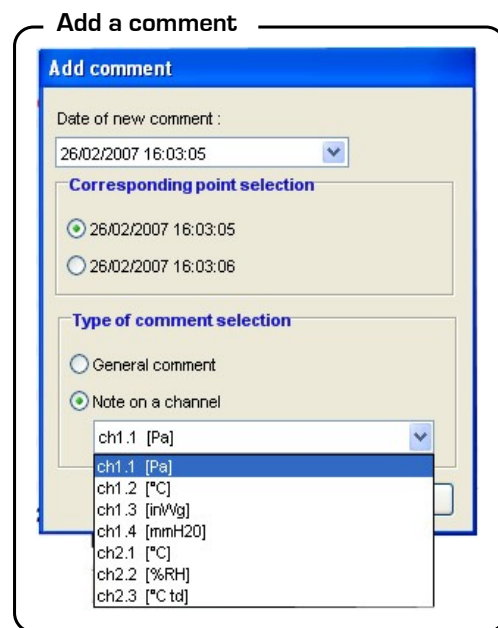 Add a comment
Add comment
Date of new comment :
26/02/2007 16:03:05
Corresponding point selection
26/02/2007 16:03:05
26/02/2007 16:03:06
Type of comment selection
General comment
Note on a channel
ch1.1 [Pa]
ch1.1 [Pa]
ch1.2 [°C]
ch1.3 [inWg]
ch1.4 [mmH20]
ch2.1 [°C]
ch2.2 [%RH]
ch2.3 [°C td]